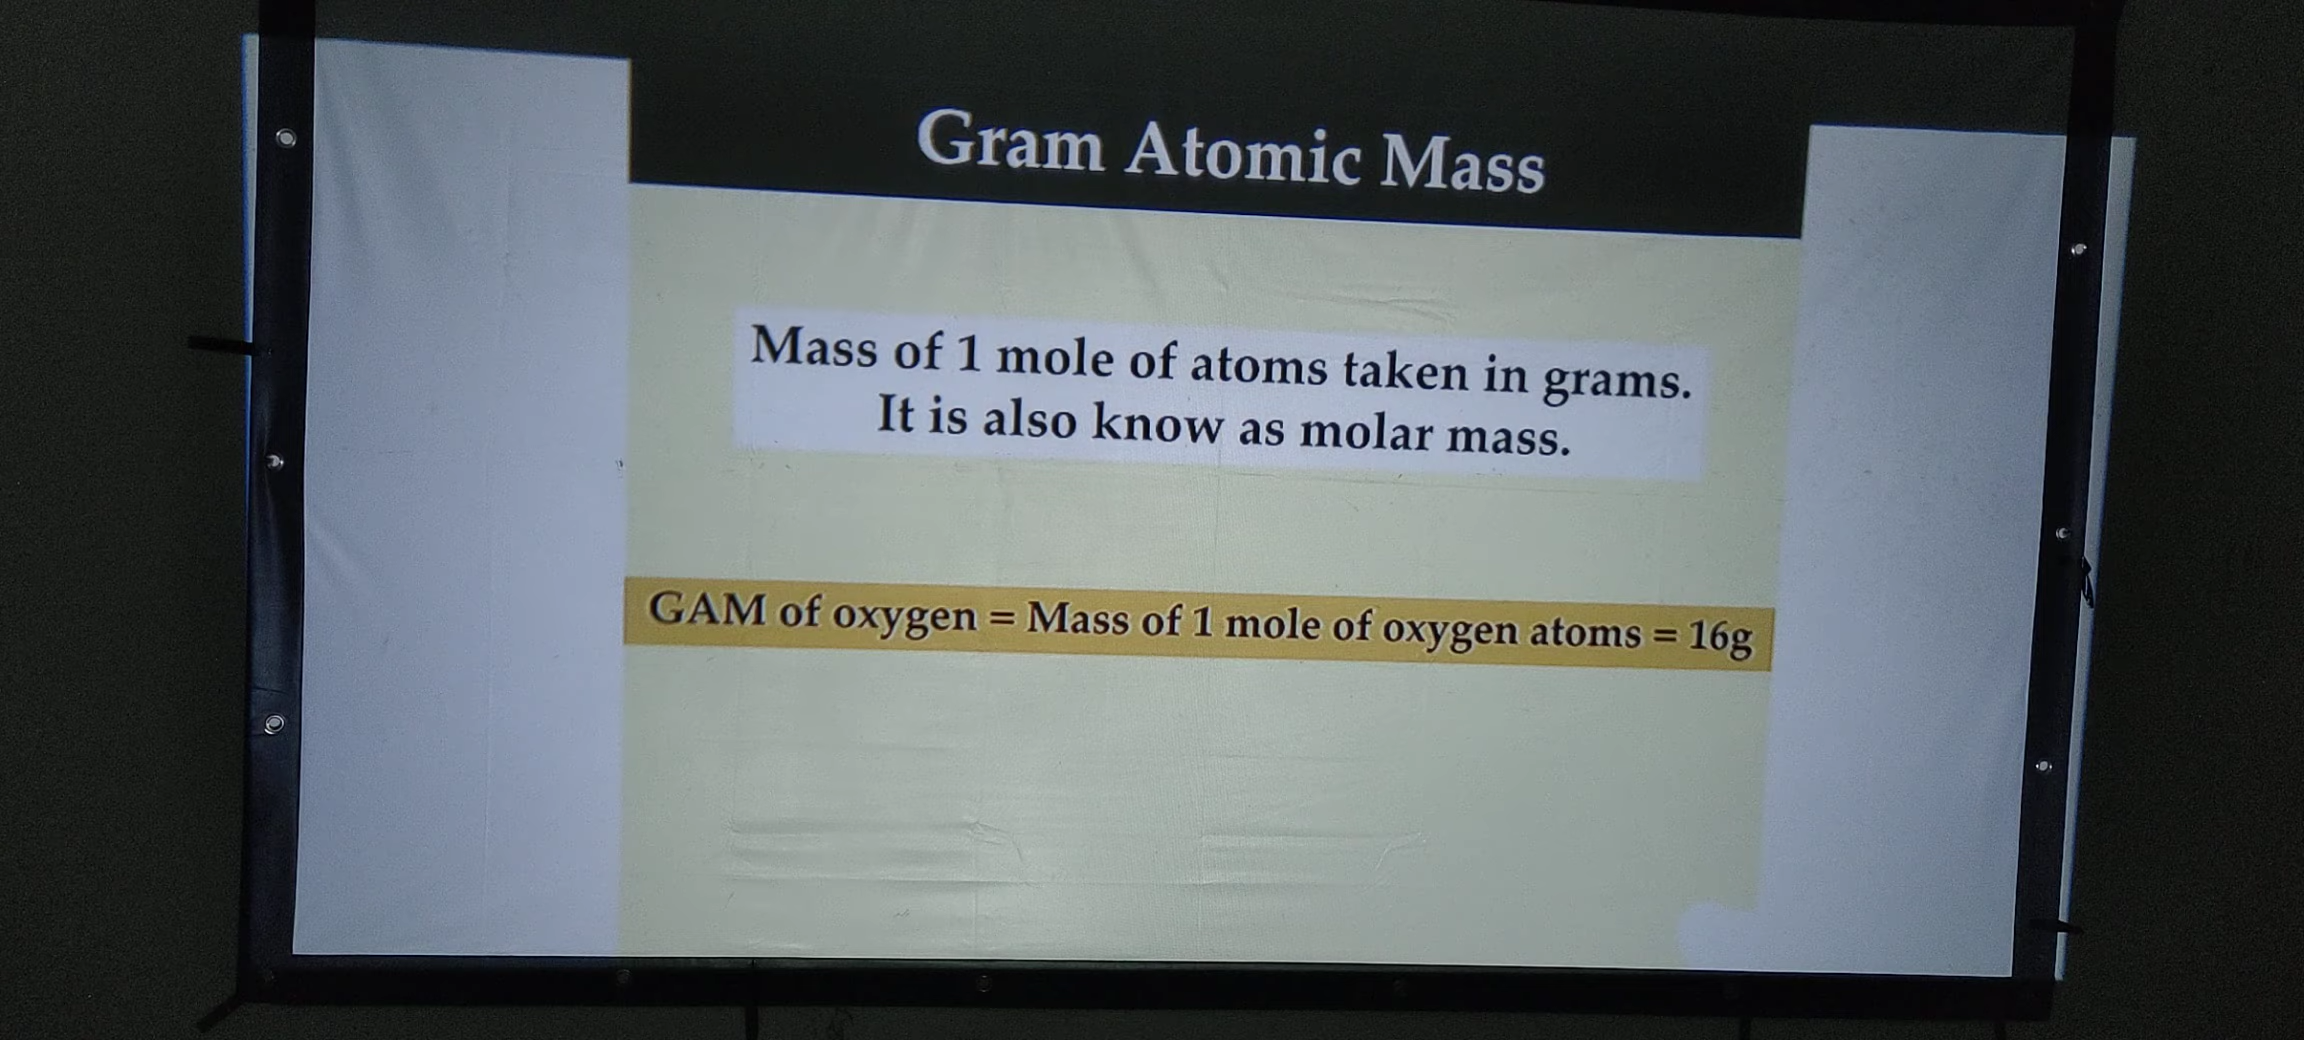 Gram Atomic Mass
Mass of 1 mole of atoms taken in grams.
It is also know as molar mass.
GAM of oxygen = Mass of 1 mole of oxygen atoms = 16g